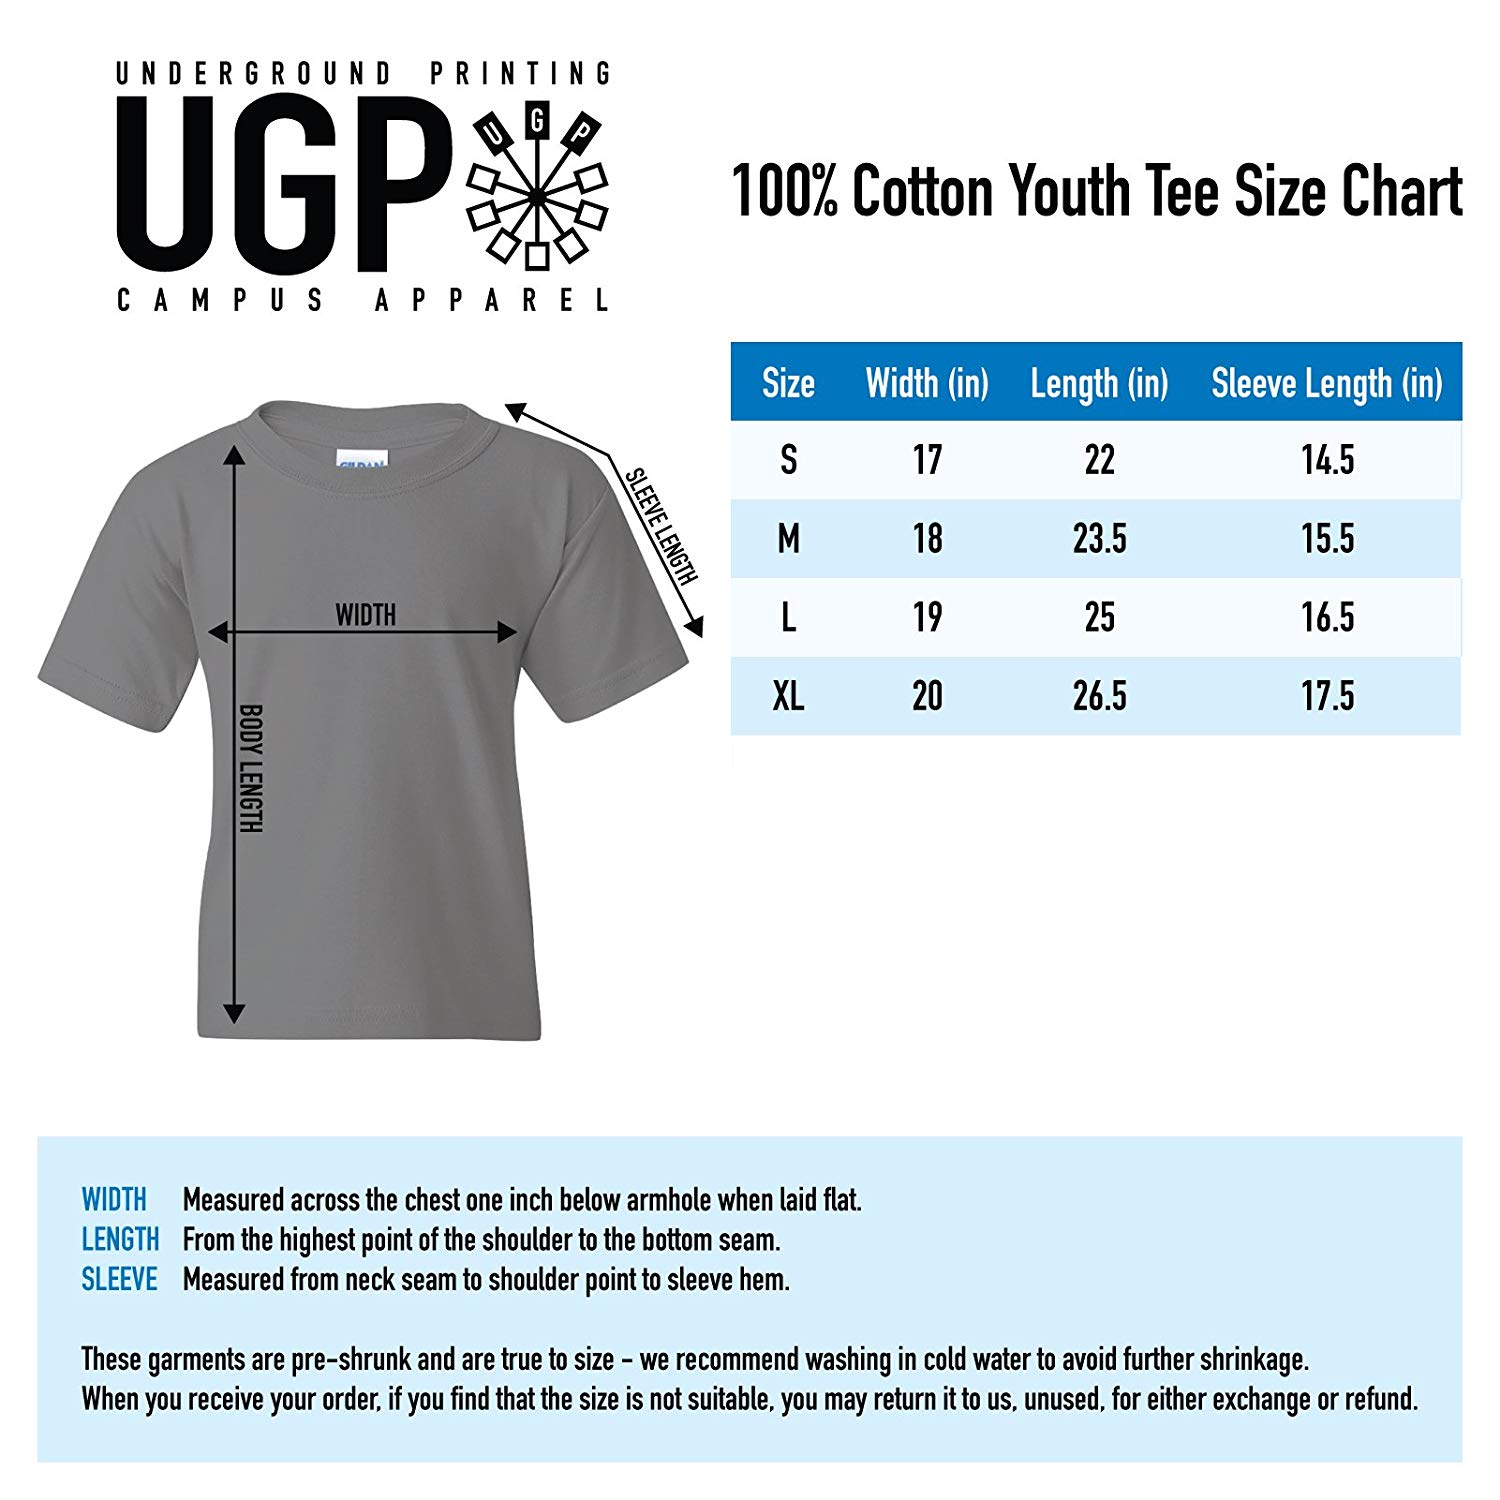 UNDERGROUND PRINTING
UGP
U G P
CAMPUS APPAREL
100% Cotton Youth Tee Size Chart
Size Width (in) Length (in) Sleeve Length (in)
S 17 22 14.5
M 18 23.5 15.5
L 19 25 16.5
XL 20 26.5 17.5
GILDAN
SLEEVE LENGTH
WIDTH
BODY LENGTH
WIDTH Measured across the chest one inch below armhole when laid flat.
LENGTH From the highest point of the shoulder to the bottom seam.
SLEEVE Measured from neck seam to shoulder point to sleeve hem.
These garments are pre-shrunk and are true to size - we recommend washing in cold water to avoid further shrinkage.
When you receive your order, if you find that the size is not suitable, you may return it to us, unused, for either exchange or refund.